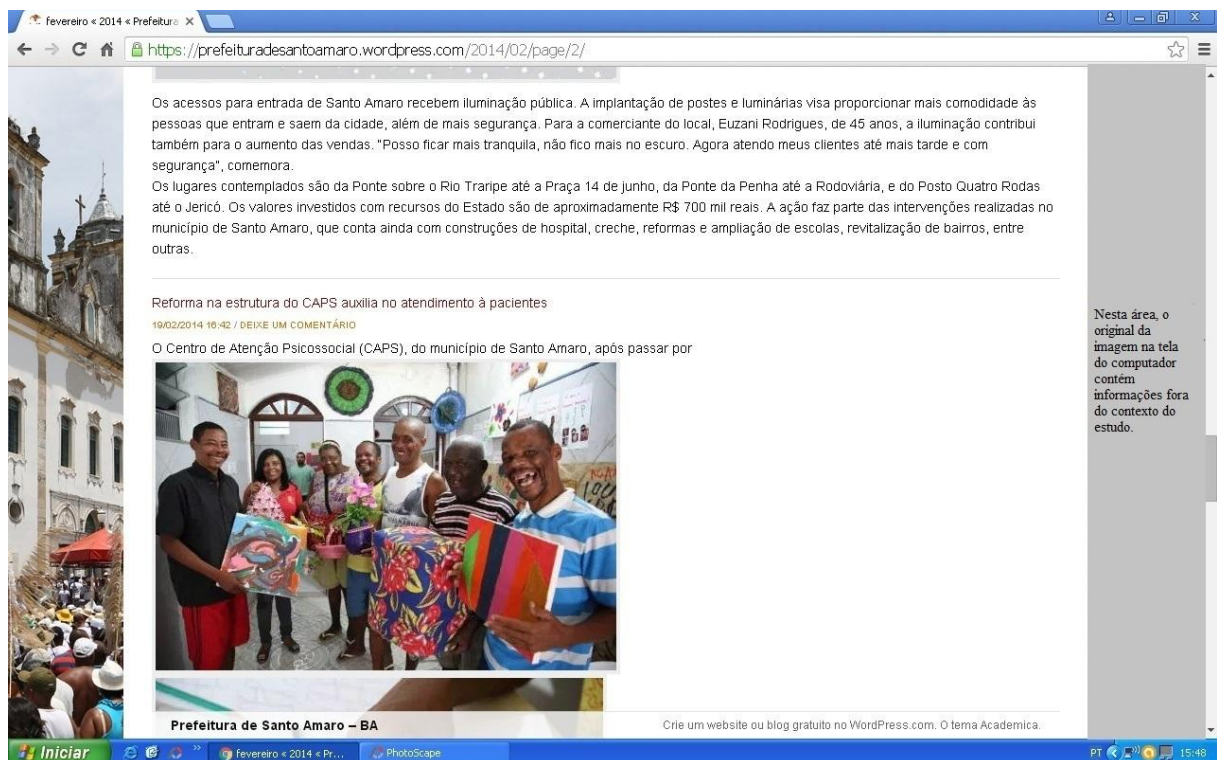 fevereiro « 2014 « Prefeitura
https://prefeituradesantoamaro.wordpress.com/2014/02/page/2/
Os acessos para entrada de Santo Amaro recebem iluminação pública. A implantação de postes e luminárias visa proporcionar mais comodidade às
pessoas que entram e saem da cidade, além de mais segurança. Para a comerciante do local, Euzani Rodrigues, de 45 anos, a iluminação contribui
também para o aumento das vendas. "Posso ficar mais tranquila, não fico mais no escuro. Agora atendo meus clientes até mais tarde e com
segurança", comemora.
Os lugares contemplados são da Ponte sobre o Rio Traripe até a Praça 14 de junho, da Ponte da Penha até a Rodoviária, e do Posto Quatro Rodas
até o Jericó. Os valores investidos com recursos do Estado são de aproximadamente R$ 700 mil reais. A ação faz parte das intervenções realizadas no
município de Santo Amaro, que conta ainda com construções de hospital, creche, reformas e ampliação de escolas, revitalização de bairros, entre
outras.
Reforma na estrutura do CAPS auxilia no atendimento à pacientes
19/02/2014 16:42 / DEIXE UM COMENTÁRIO
O Centro de Atenção Psicossocial (CAPS), do município de Santo Amaro, após passar por
Nesta área, o
original da
imagem na tela
do computador
contém
informações fora
do contexto do
estudo.
Prefeitura de Santo Amaro – BA
Crie um website ou blog gratuito no WordPress.com. O tema Academica.
Iniciar
fevereiro « 2014 « Pr...
PhotoScape
PT
15:48